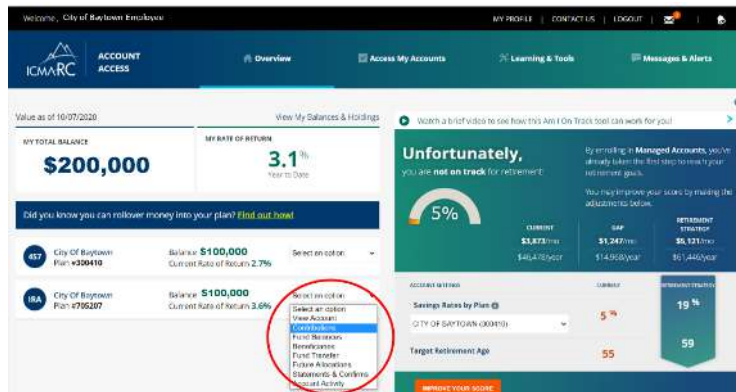 Welcome, City of Baytown Employee
MY PROFILE | CONTACT US | LOGOUT
ICMARC
ACCOUNT
ACCESS
Overview
Access My Accounts
Learning & Tools
Messages & Alerts
Value as of 10/07/2020
View My Balances & Holdings
MY TOTAL BALANCE
$200,000
MY RATE OF RETURN
3.1%
Year to Date
Did you know you can rollover money into your plan? Find out how!
457
City Of Baytown
Plan #300410
Balance $100,000
Current Rate of Return 2.7%
Select an option
IRA
City Of Baytown
Plan #705207
Balance $100,000
Current Rate of Return 3.6%
Select an option
Select an option
View Account
Contributions
Fund Balances
Beneficiaries
Fund Transfer
Future Allocations
Statements & Confirms
Account Activity
Watch a brief video to see how this Am I On Track tool can work for you!
Unfortunately,
you are not on track for retirement
5%
By enrolling in Managed Accounts, you've
already taken the first step to reach your
retirement goals.
You may improve your score by making the
adjustments below.
CURRENT
$3,873/mo
$46,478/year
GAP
$1,247/mo
$14,968/year
RETIREMENT
STRATEGY
$5,121/mo
$61,446/year
ACCOUNT SETTINGS
CURRENT
RETIREMENT STRATEGY
Savings Rates by Plan
CITY OF BAYTOWN (300410)
5 %
19 %
Target Retirement Age
55
59
IMPROVE YOUR SCORE